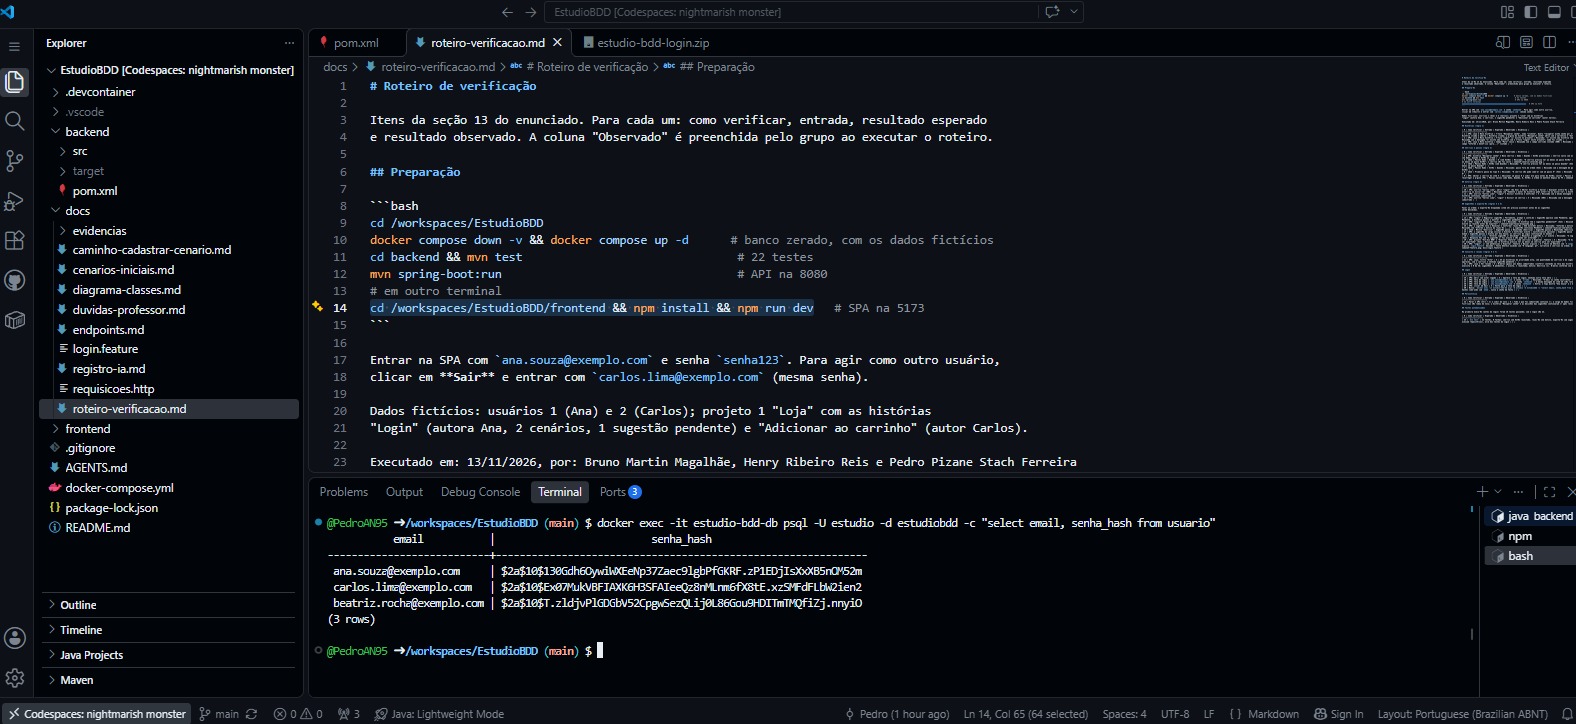 EstudioBDD [Codespaces: nightmarish monster]
Explorer
EstudioBDD [Codespaces: nightmarish monster]
.devcontainer
.vscode
backend
src
target
pom.xml
docs
evidencias
caminho-cadastrar-cenario.md
cenarios-iniciais.md
diagrama-classes.md
duvidas-professor.md
endpoints.md
login.feature
registro-ia.md
requisicoes.http
roteiro-verificacao.md
frontend
.gitignore
AGENTS.md
docker-compose.yml
package-lock.json
README.md
Outline
Timeline
Java Projects
Maven
pom.xml
roteiro-verificacao.md
estudio-bdd-login.zip
docs > roteiro-verificacao.md > # Roteiro de verificação > ## Preparação
Text Editor
1 # Roteiro de verificação
2
3 Itens da seção 13 do enunciado. Para cada um: como verificar, entrada, resultado esperado
4 e resultado observado. A coluna "Observado" é preenchida pelo grupo ao executar o roteiro.
5
6 ## Preparação
7
8 ```bash
9 cd /workspaces/EstudioBDD
10 docker compose down -v && docker compose up -d # banco zerado, com os dados fictícios
11 cd backend && mvn test # 22 testes
12 mvn spring-boot:run # API na 8080
13 # em outro terminal
14 cd /workspaces/EstudioBDD/frontend && npm install && npm run dev # SPA na 5173
15 ```
16
17 Entrar na SPA com `ana.souza@exemplo.com` e senha `senha123`. Para agir como outro usuário,
18 clicar em **Sair** e entrar com `carlos.lima@exemplo.com` (mesma senha).
19
20 Dados fictícios: usuários 1 (Ana) e 2 (Carlos); projeto 1 "Loja" com as histórias
21 "Login" (autora Ana, 2 cenários, 1 sugestão pendente) e "Adicionar ao carrinho" (autor Carlos).
22
23 Executado em: 13/11/2026, por: Bruno Martin Magalhãe, Henry Ribeiro Reis e Pedro Pizane Stach Ferreira
Problems Output Debug Console Terminal Ports 3
@PedroAN95 ➜/workspaces/EstudioBDD (main) $ docker exec -it estudio-bdd-db psql -U estudio -d estudiobdd -c "select email, senha_hash from usuario"
email | senha_hash
ana.souza@exemplo.com |
carlos.lima@exemplo.com |
beatriz.rocha@exemplo.com |
(3 rows)
@PedroAN95 ➜/workspaces/EstudioBDD (main) $
java backend
npm
bash
Codespaces: nightmarish monster
main
0 0
3
Java: Lightweight Mode
Pedro (1 hour ago)
Ln 14, Col 65 (64 selected)
Spaces: 4
UTF-8
LF
{ } Markdown
Sign In
Layout: Portuguese (Brazilian ABNT)